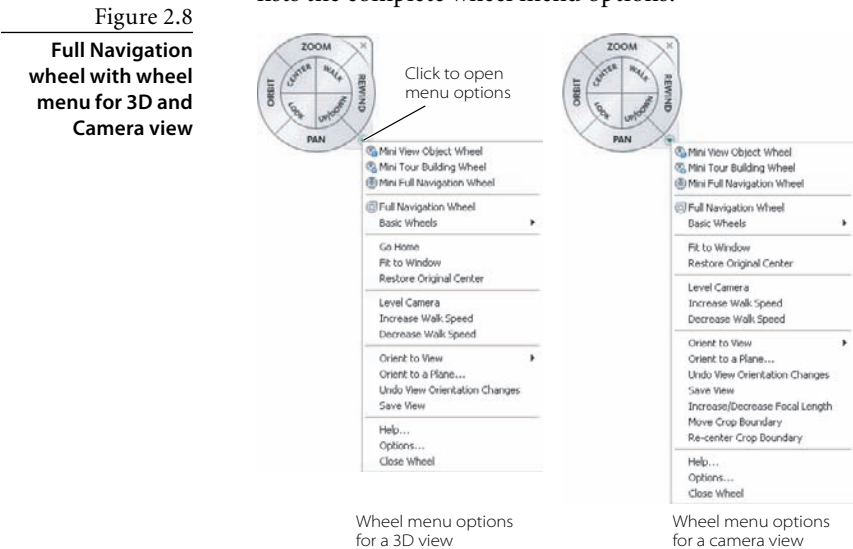 lists the complete wheel menu options.
Figure 2.8
Full Navigation
wheel with wheel
menu for 3D and
Camera view
ZOOM
ORBIT
CENTER
WALK
REWIND
LOOK
UP/DOWN
PAN
Click to open
menu options
Mini View Object Wheel
Mini Tour Building Wheel
Mini Full Navigation Wheel
Full Navigation Wheel
Basic Wheels
Go Home
Fit to Window
Restore Original Center
Level Camera
Increase Walk Speed
Decrease Walk Speed
Orient to View
Orient to a Plane...
Undo View Orientation Changes
Save View
Help...
Options...
Close Wheel
Wheel menu options
for a 3D view
ZOOM
ORBIT
CENTER
WALK
REWIND
LOOK
UP/DOWN
PAN
Mini View Object Wheel
Mini Tour Building Wheel
Mini Full Navigation Wheel
Full Navigation Wheel
Basic Wheels
Fit to Window
Restore Original Center
Level Camera
Increase Walk Speed
Decrease Walk Speed
Orient to View
Orient to a Plane...
Undo View Orientation Changes
Save View
Increase/Decrease Focal Length
Move Crop Boundary
Re-center Crop Boundary
Help...
Options...
Close Wheel
Wheel menu options
for a camera view